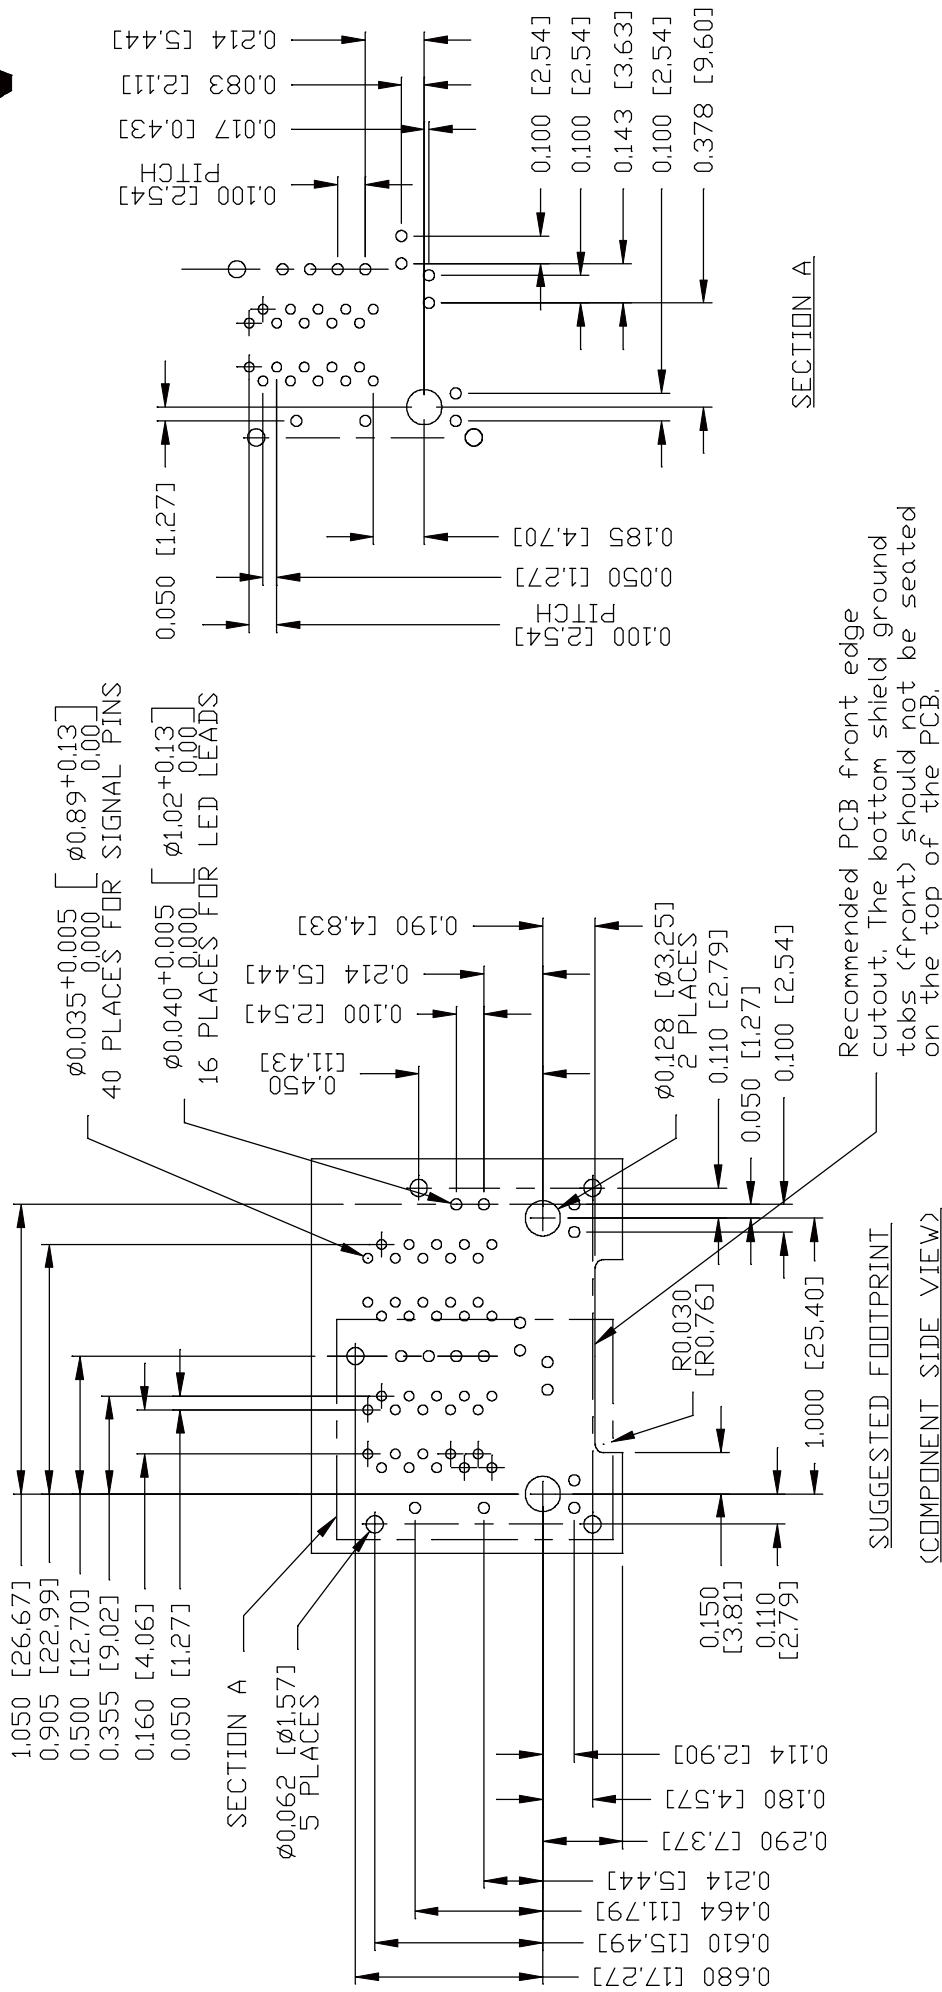 0.214 [5.44]
0.083 [2.11]
0.017 [0.43]
0.100 [2.54]
PITCH
0.100 [2.54]
0.100 [2.54]
0.143 [3.63]
0.100 [2.54]
0.378 [9.60]
0.050 [1.27]
0.185 [4.70]
0.050 [1.27]
0.100 [2.54]
PITCH
SECTION A
Ø0.035+0.005 [Ø0.89+0.13]
0.000 0.00
40 PLACES FOR SIGNAL PINS
Ø0.040+0.005 [Ø1.02+0.13]
0.000 0.00
16 PLACES FOR LED LEADS
0.190 [4.83]
0.214 [5.44]
0.100 [2.54]
0.450
[11.43]
Ø0.128 [Ø3.25]
2 PLACES
0.110 [2.79]
0.050 [1.27]
0.100 [2.54]
Recommended PCB front edge
cutout. The bottom shield ground
tabs (front) should not be seated
on the top of the PCB.
R0.030
[R0.76]
1.000 [25.40]
1.050 [26.67]
0.905 [22.99]
0.500 [12.70]
0.355 [9.02]
0.160 [4.06]
0.050 [1.27]
SECTION A
Ø0.062 [Ø1.57]
5 PLACES
0.150
[3.81]
0.110
[2.79]
0.114 [2.90]
0.180 [4.57]
0.290 [7.37]
0.214 [5.44]
0.464 [11.79]
0.610 [15.49]
0.680 [17.27]
SUGGESTED FOOTPRINT
(COMPONENT SIDE VIEW)